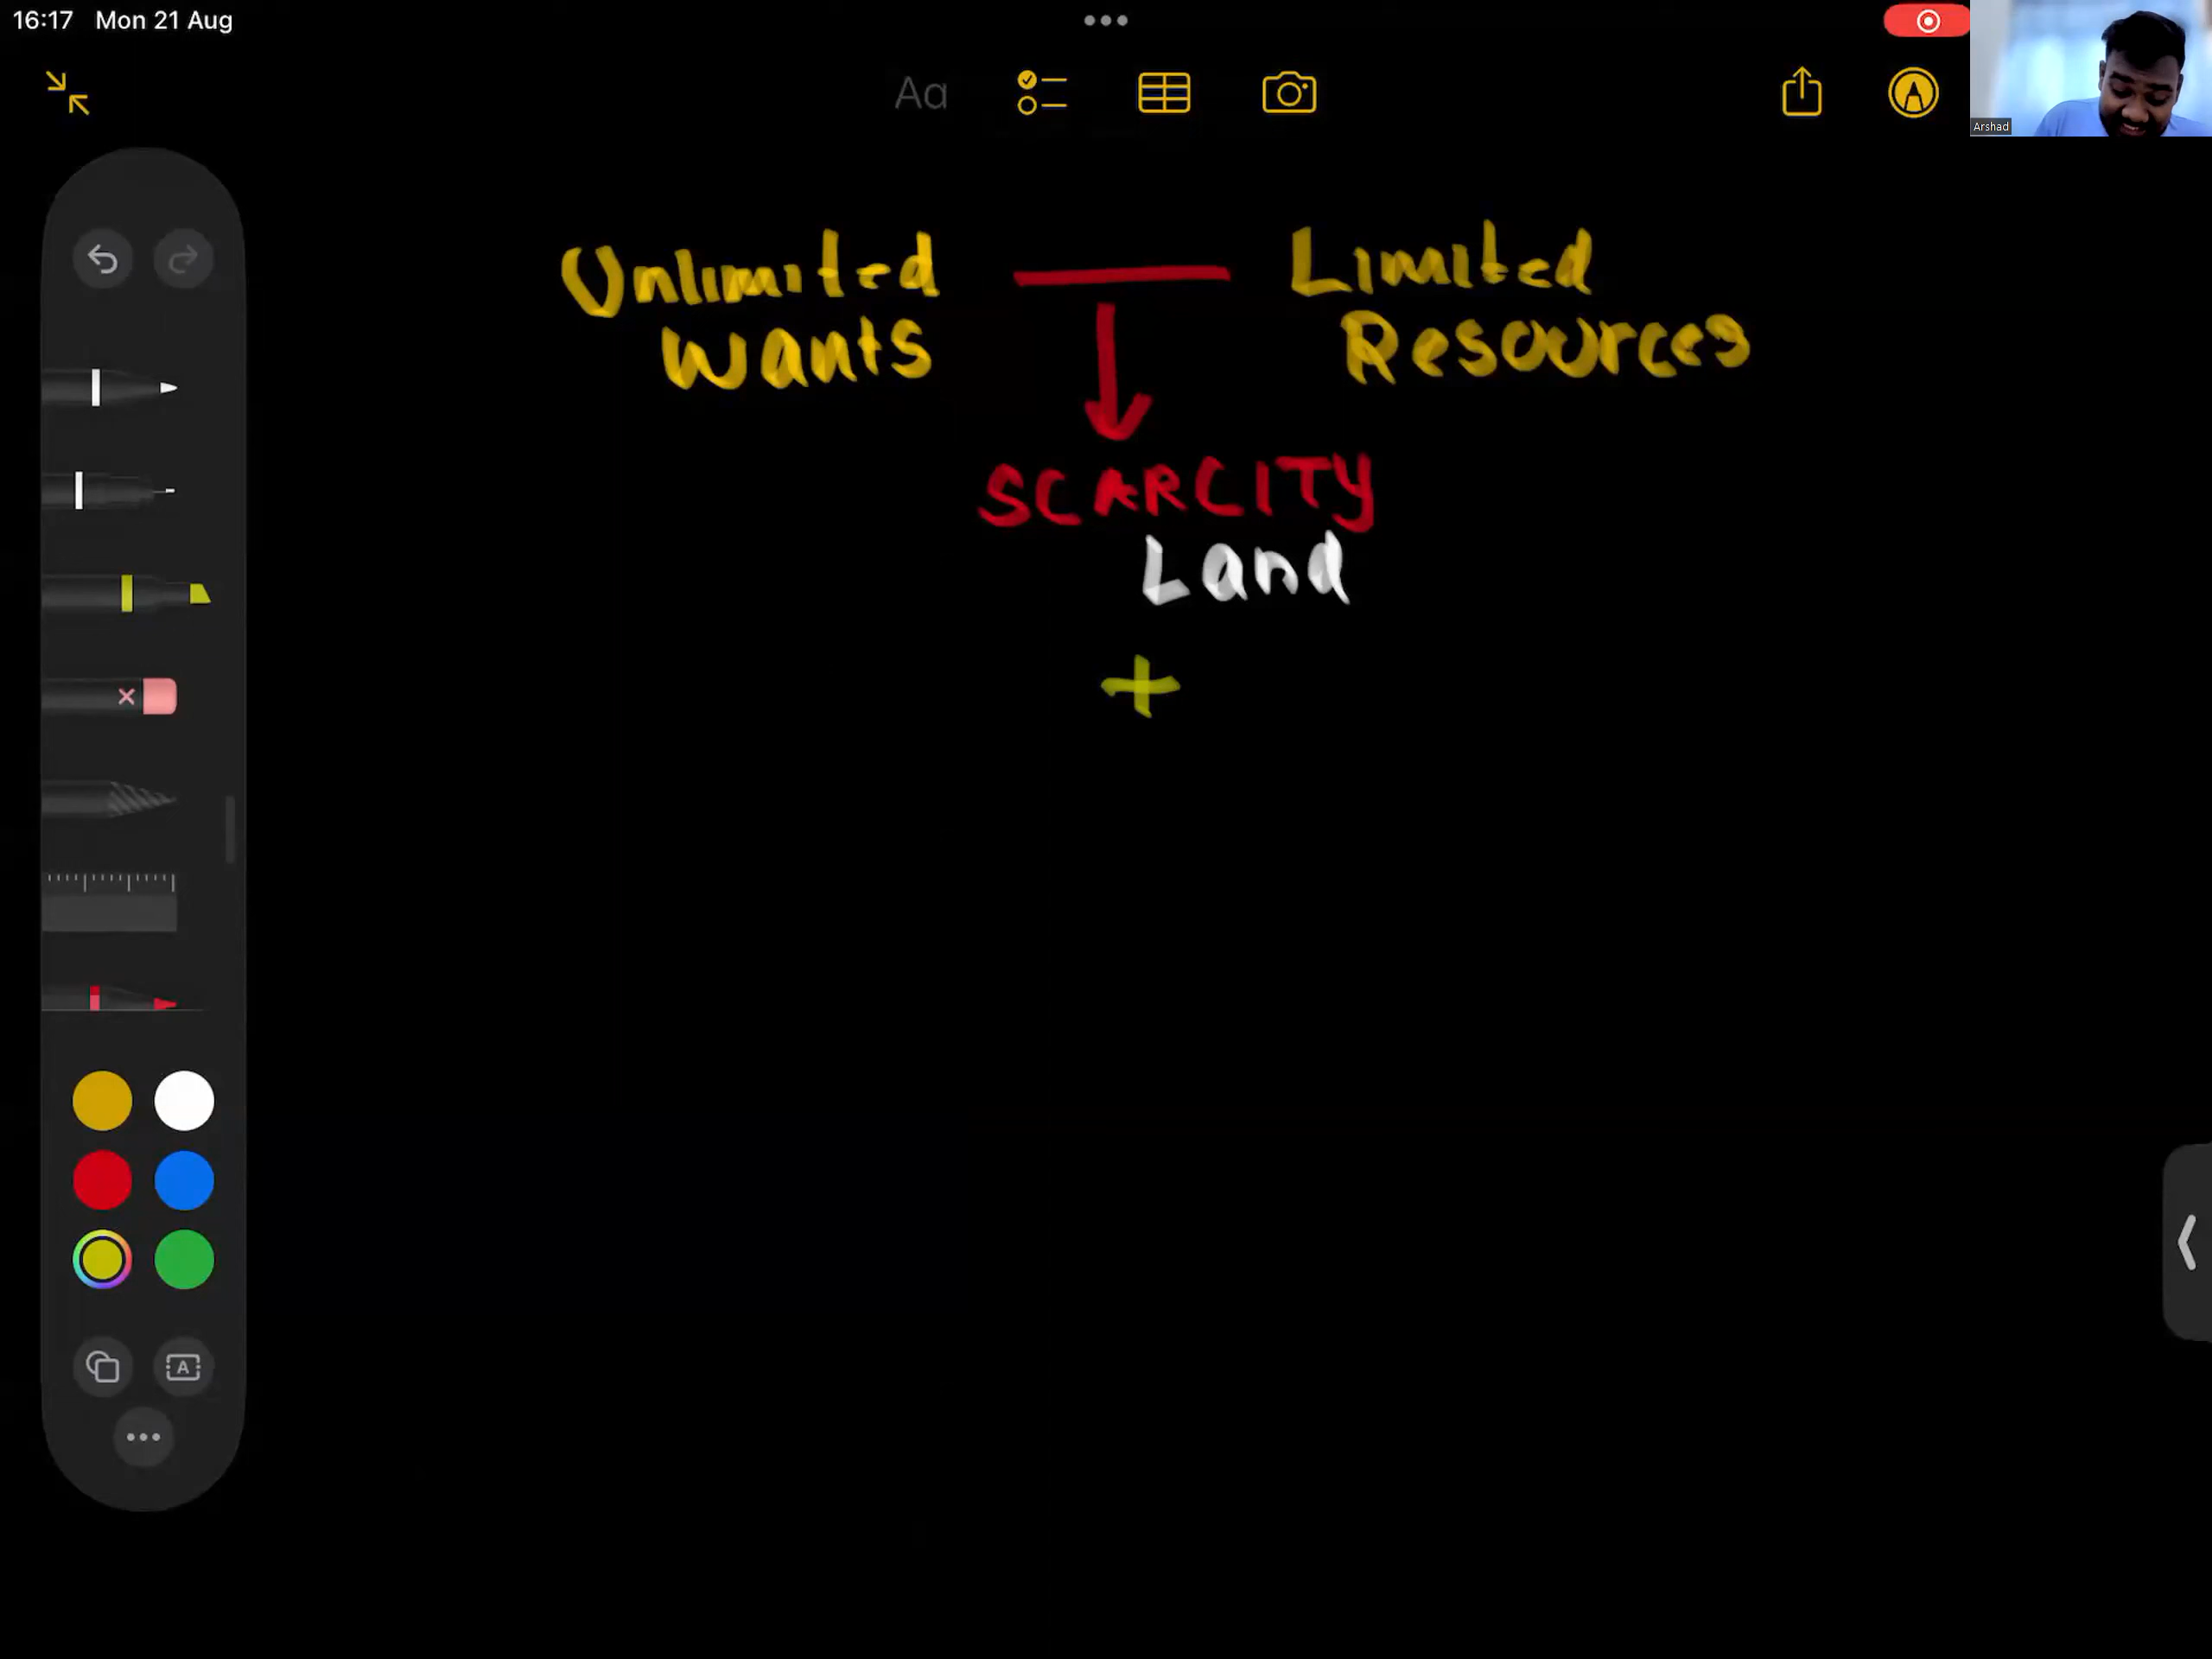 16:17 Mon 21 Aug
Aa
Arshad
Unlimited Limited
Wants Resources
SCARCITY
Land
+
A